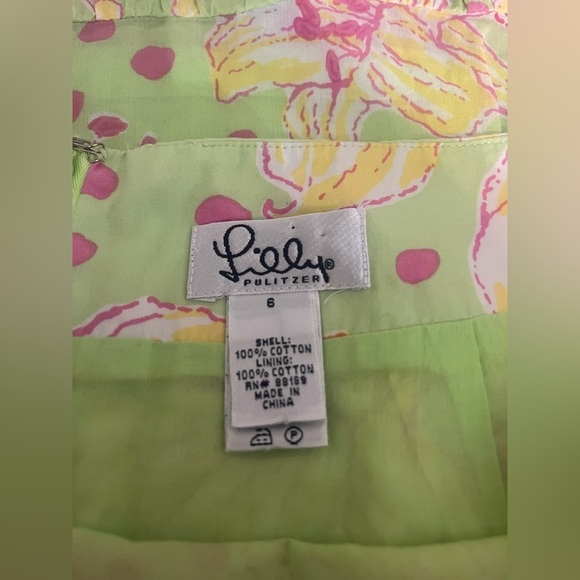 Lilly®
PULITZER
6
SHELL:
100% COTTON
LINING:
100% COTTON
RN# 88189
MADE IN
CHINA
P